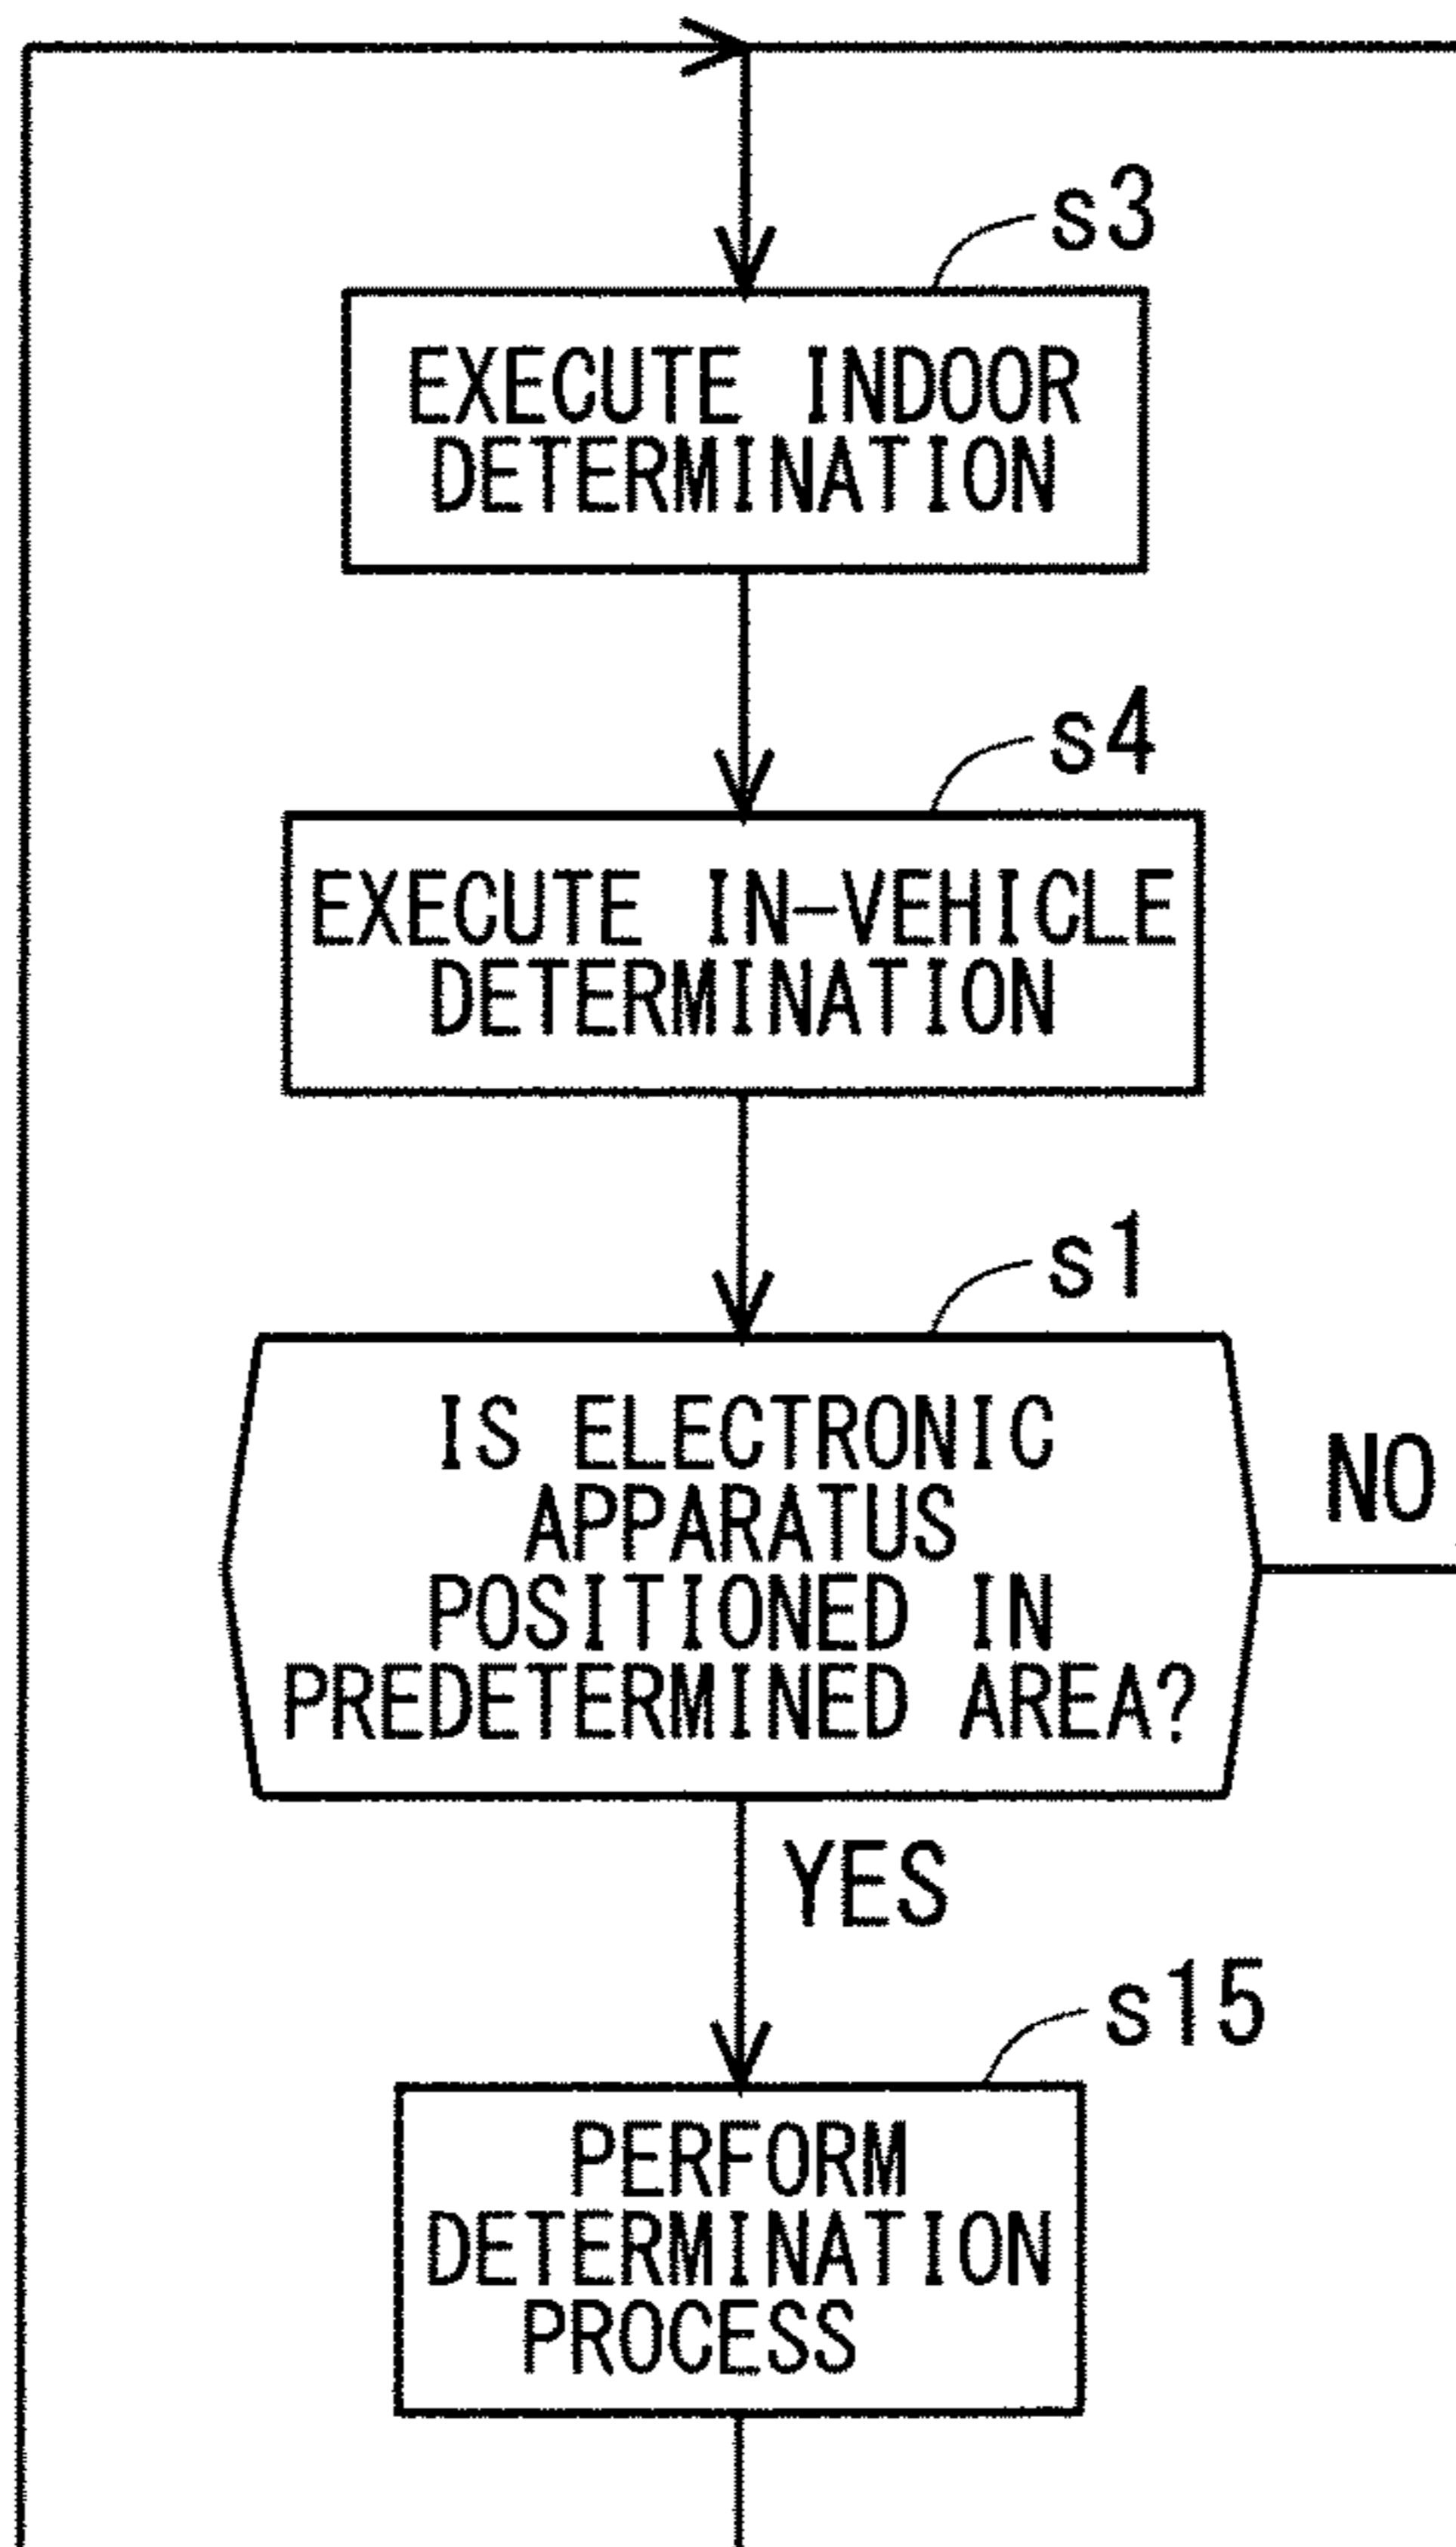 s3
EXECUTE INDOOR
DETERMINATION
s4
EXECUTE IN-VEHICLE
DETERMINATION
s1
IS ELECTRONIC
APPARATUS
POSITIONED IN
PREDETERMINED AREA?
NO
YES
s15
PERFORM
DETERMINATION
PROCESS